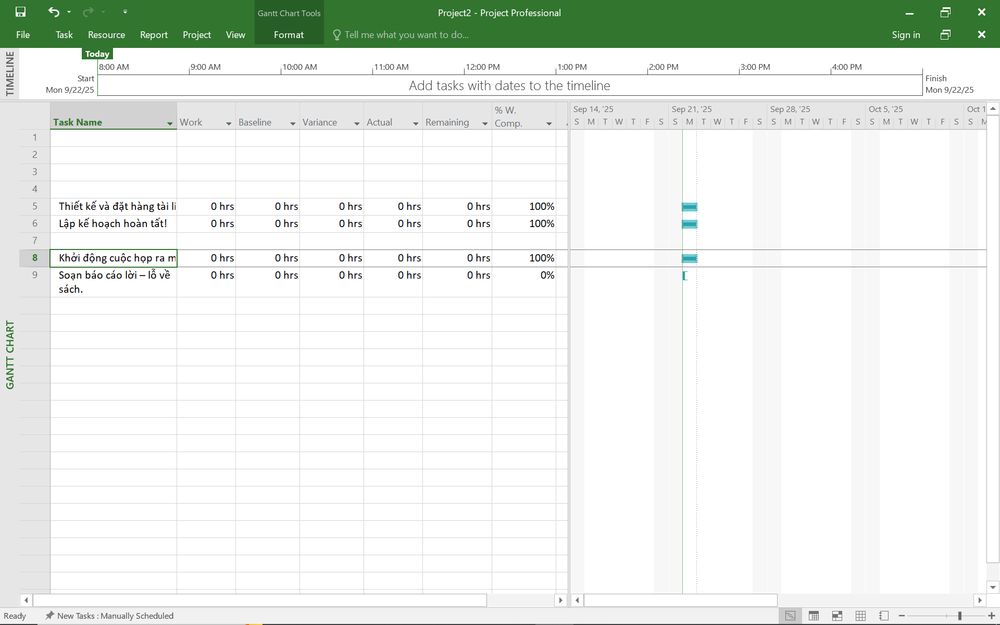 Gantt Chart Tools
Project2 - Project Professional
File Task Resource Report Project View Format Tell me what you want to do... Sign in
TIMELINE
Today
8:00 AM 9:00 AM 10:00 AM 11:00 AM 12:00 PM 1:00 PM 2:00 PM 3:00 PM 4:00 PM
Start
Mon 9/22/25
Add tasks with dates to the timeline
Finish
Mon 9/22/25
GANTT CHART
Task Name Work Baseline Variance Actual Remaining % W. Comp.
Sep 14, '25 Sep 21, '25 Sep 28, '25 Oct 5, '25 Oct 1
S M T W T F S S M T W T F S S M T W T F S S M T W T F S S M
1
2
3
4
5 Thiết kế và đặt hàng tài li 0 hrs 0 hrs 0 hrs 0 hrs 0 hrs 100%
6 Lập kế hoạch hoàn tất! 0 hrs 0 hrs 0 hrs 0 hrs 0 hrs 100%
7
8 Khởi động cuộc họp ra m 0 hrs 0 hrs 0 hrs 0 hrs 0 hrs 100%
9 Soạn báo cáo lời – lỗ về 0 hrs 0 hrs 0 hrs 0 hrs 0 hrs 0%
sách.
Ready New Tasks : Manually Scheduled